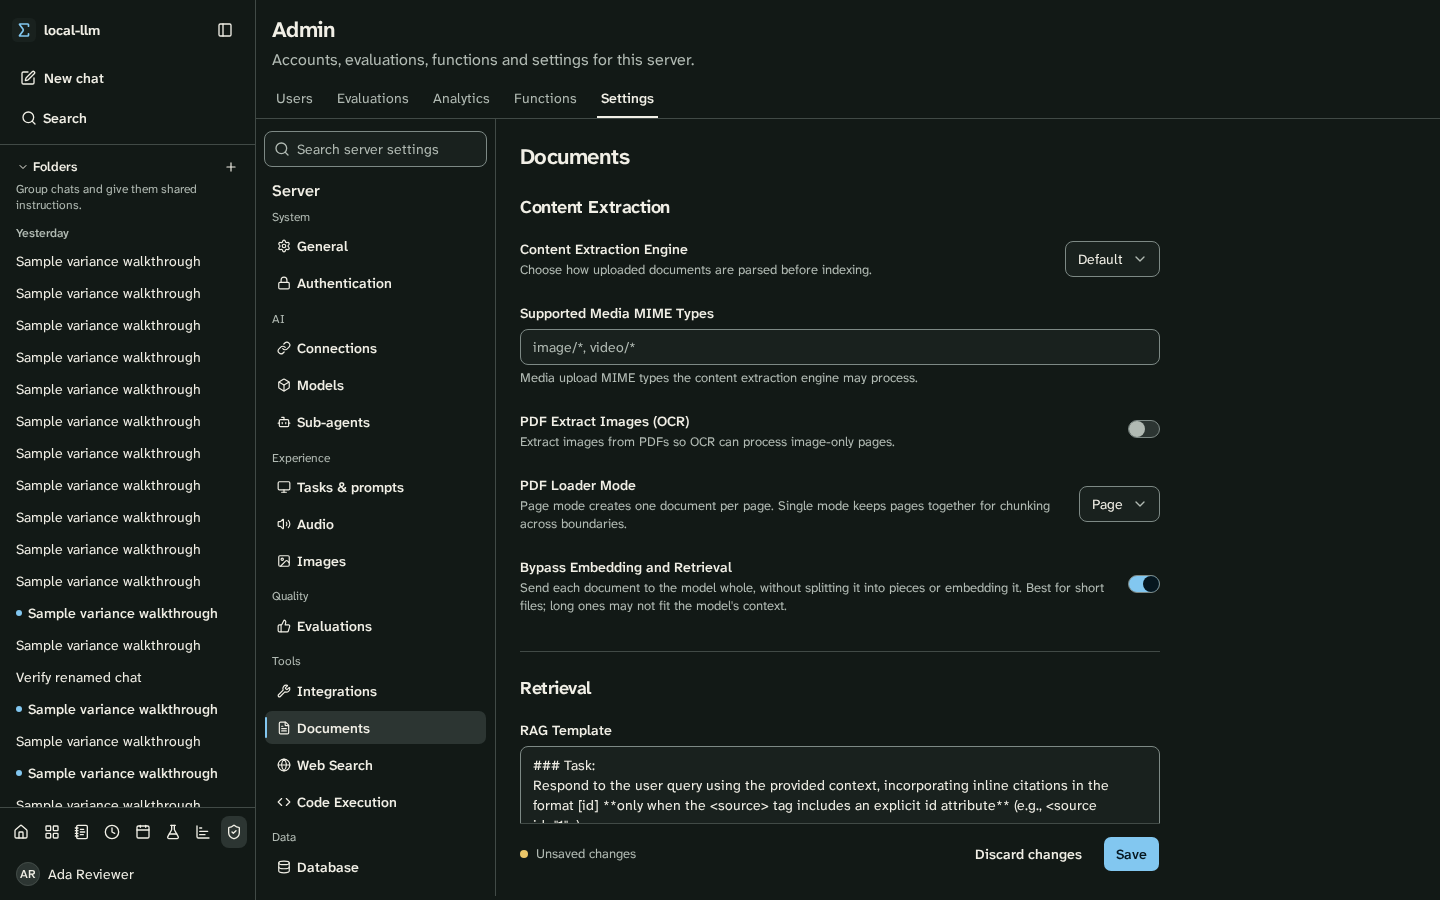 local-llm
New chat
Search
Folders
Group chats and give them shared
instructions.
Yesterday
Sample variance walkthrough
Sample variance walkthrough
Sample variance walkthrough
Sample variance walkthrough
Sample variance walkthrough
Sample variance walkthrough
Sample variance walkthrough
Sample variance walkthrough
Sample variance walkthrough
Sample variance walkthrough
Sample variance walkthrough
Sample variance walkthrough
Sample variance walkthrough
Verify renamed chat
Sample variance walkthrough
Sample variance walkthrough
Sample variance walkthrough
Sample variance walkthrough
AR Ada Reviewer
Admin
Accounts, evaluations, functions and settings for this server.
Users Evaluations Analytics Functions Settings
Search server settings
Server
System
General
Authentication
AI
Connections
Models
Sub-agents
Experience
Tasks & prompts
Audio
Images
Quality
Evaluations
Tools
Integrations
Documents
Web Search
Code Execution
Data
Database
Documents
Content Extraction
Content Extraction Engine
Choose how uploaded documents are parsed before indexing.
Default
Supported Media MIME Types
image/*, video/*
Media upload MIME types the content extraction engine may process.
PDF Extract Images (OCR)
Extract images from PDFs so OCR can process image-only pages.
PDF Loader Mode
Page mode creates one document per page. Single mode keeps pages together for chunking
across boundaries.
Page
Bypass Embedding and Retrieval
Send each document to the model whole, without splitting it into pieces or embedding it. Best for short
files; long ones may not fit the model's context.
Retrieval
RAG Template
### Task:
Respond to the user query using the provided context, incorporating inline citations in the
format [id] **only when the <source> tag includes an explicit id attribute** (e.g., <source
Unsaved changes
Discard changes
Save